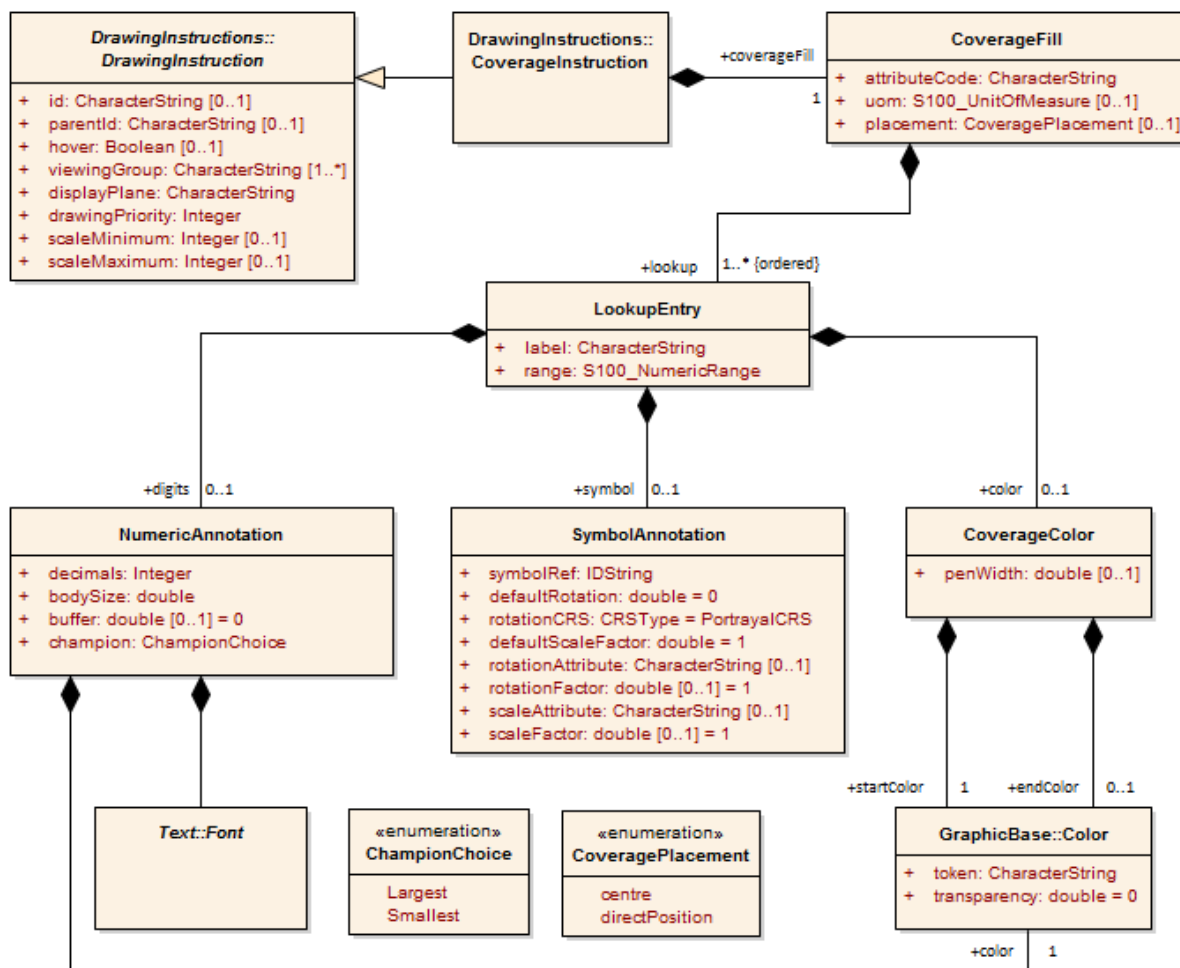 DrawingInstructions::
DrawingInstruction
+ id: CharacterString [0..1]
+ parentId: CharacterString [0..1]
+ hover: Boolean [0..1]
+ viewingGroup: CharacterString [1..*]
+ displayPlane: CharacterString
+ drawingPriority: Integer
+ scaleMinimum: Integer [0..1]
+ scaleMaximum: Integer [0..1]
DrawingInstructions::
CoverageInstruction
+coverageFill
1
CoverageFill
+ attributeCode: CharacterString
+ uom: S100_UnitOfMeasure [0..1]
+ placement: CoveragePlacement [0..1]
+lookup 1..* {ordered}
LookupEntry
+ label: CharacterString
+ range: S100_NumericRange
+digits 0..1
+symbol 0..1
+color 0..1
NumericAnnotation
+ decimals: Integer
+ bodySize: double
+ buffer: double [0..1] = 0
+ champion: ChampionChoice
SymbolAnnotation
+ symbolRef: IDString
+ defaultRotation: double = 0
+ rotationCRS: CRSType = PortrayalCRS
+ defaultScaleFactor: double = 1
+ rotationAttribute: CharacterString [0..1]
+ rotationFactor: double [0..1] = 1
+ scaleAttribute: CharacterString [0..1]
+ scaleFactor: double [0..1] = 1
CoverageColor
+ penWidth: double [0..1]
+startColor 1
+endColor 0..1
Text::Font
«enumeration»
ChampionChoice
Largest
Smallest
«enumeration»
CoveragePlacement
centre
directPosition
GraphicBase::Color
+ token: CharacterString
+ transparency: double = 0
+color 1